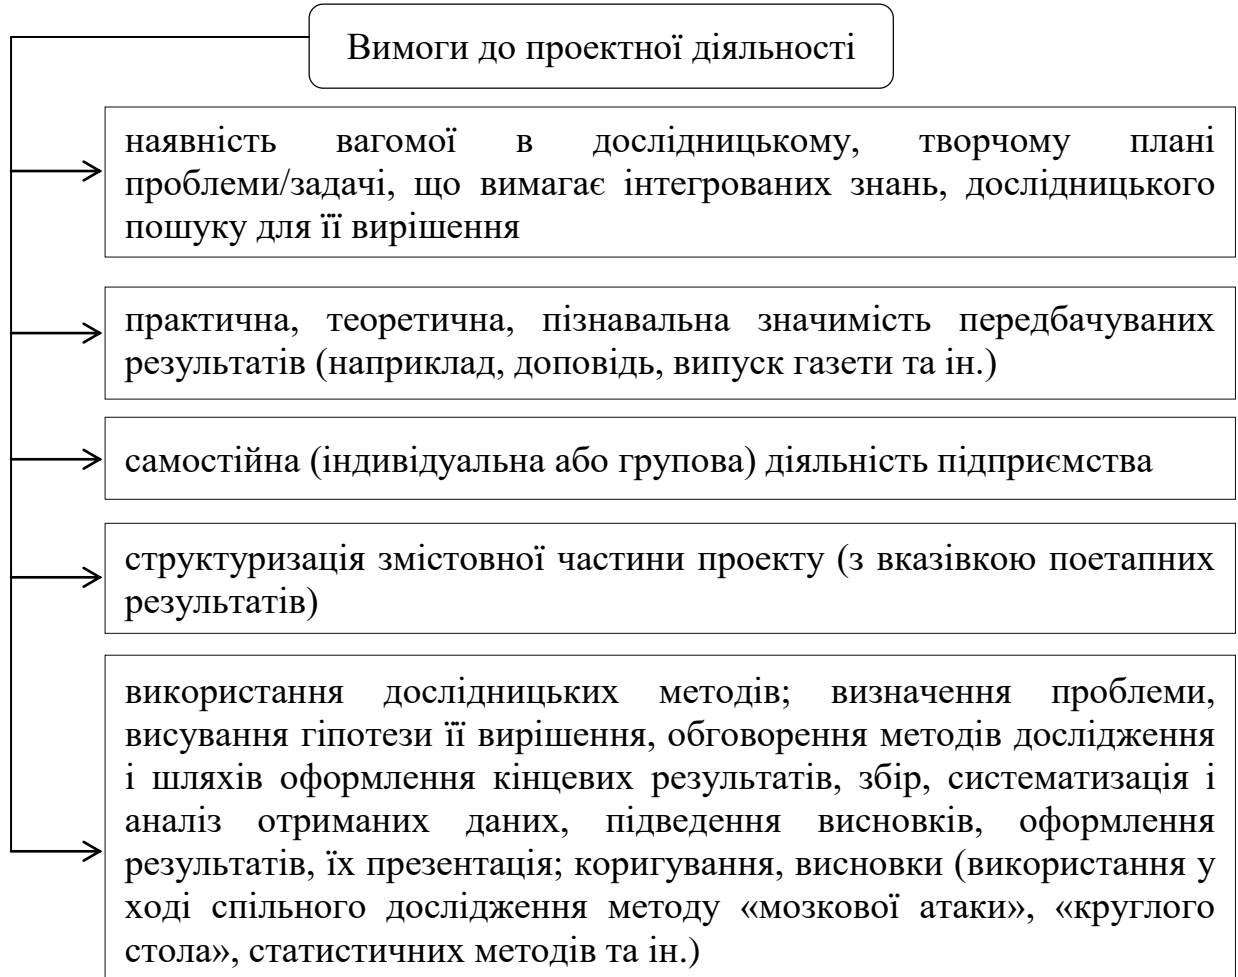 Вимоги до проектної діяльності
наявність вагомої в дослідницькому, творчому плані
проблеми/задачі, що вимагає інтегрованих знань, дослідницького
пошуку для її вирішення
практична, теоретична, пізнавальна значимість передбачуваних
результатів (наприклад, доповідь, випуск газети та ін.)
самостійна (індивідуальна або групова) діяльність підприємства
структуризація змістовної частини проекту (з вказівкою поетапних
результатів)
використання дослідницьких методів; визначення проблеми,
висування гіпотези її вирішення, обговорення методів дослідження
і шляхів оформлення кінцевих результатів, збір, систематизація і
аналіз отриманих даних, підведення висновків, оформлення
результатів, їх презентація; коригування, висновки (використання у
ході спільного дослідження методу «мозкової атаки», «круглого
стола», статистичних методів та ін.)